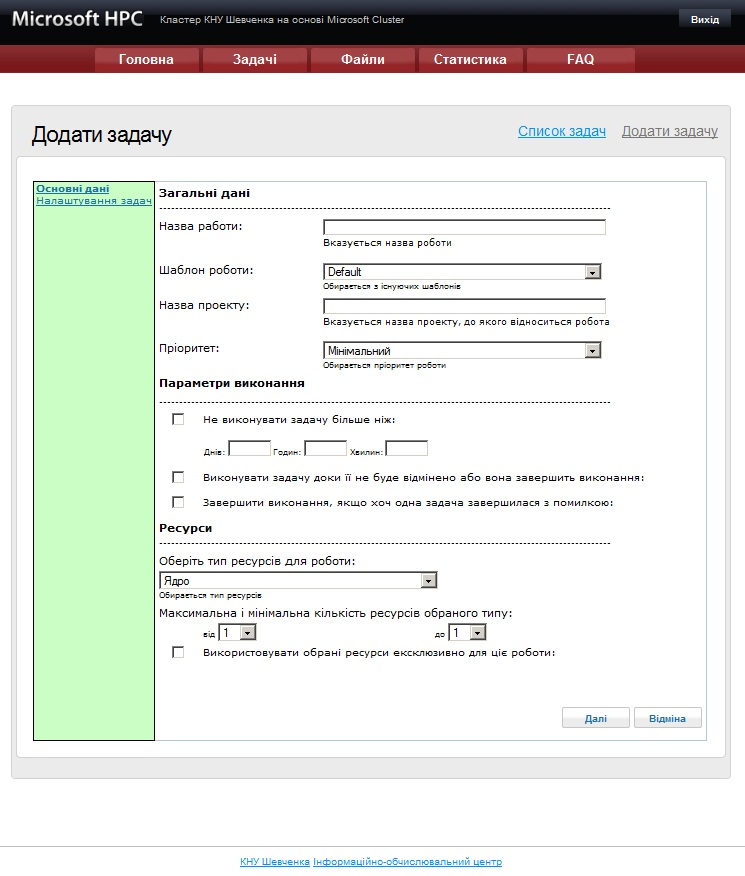 Microsoft HPC Кластер КНУ Шевченка на основі Microsoft Cluster Вихід
Головна Задачі Файли Статистика FAQ
Додати задачу Список задач Додати задачу
Основні дані
Налаштування задач
Загальні дані
Назва работи:
Вказується назва роботи
Шаблон роботи: Default
Обирається з існуючих шаблонів
Назва проекту:
Вказується назва проекту, до якого відноситься робота
Пріоритет: Мінімальний
Обирається пріоритет роботи
Параметри виконання
Не виконувати задачу більше ніж:
Днів: Годин: Хвилин:
Виконувати задачу доки її не буде відмінено або вона завершить виконання:
Завершити виконання, якщо хоч одна задача завершилася з помилкою:
Ресурси
Оберіть тип ресурсів для роботи:
Ядро
Обирається тип ресурсів
Максимальна і мінімальна кількість ресурсів обраного типу:
від 1 до 1
Використовувати обрані ресурси ексклюзивно для ціє роботи:
Далі Відміна
КНУ Шевченка Інформаційно-обчислювальний центр